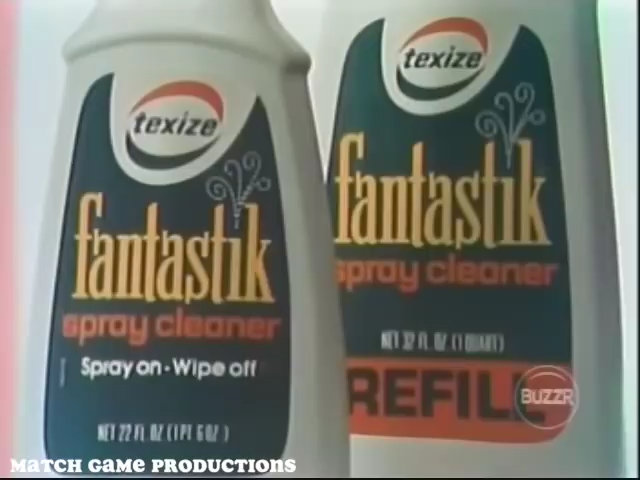 texize
fantastik
spray cleaner
Spray on - Wipe off
NET 22 FL. OZ. (1 PT. 6 OZ.)
texize
fantastik
spray cleaner
NET 32 FL. OZ. (1 QUART)
REFILL
BUZZR
MATCH GAME PRODUCTIONS